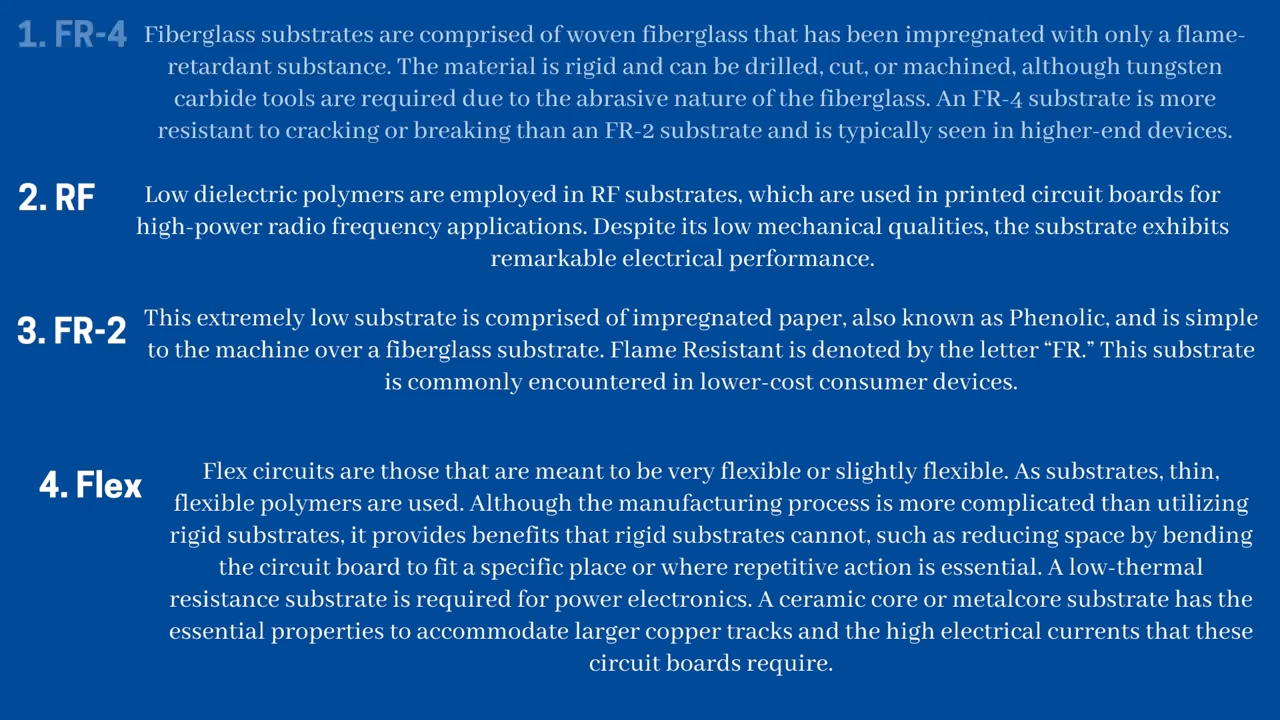 1. FR-4 Fiberglass substrates are comprised of woven fiberglass that has been impregnated with only a flame-
retardant substance. The material is rigid and can be drilled, cut, or machined, although tungsten
carbide tools are required due to the abrasive nature of the fiberglass. An FR-4 substrate is more
resistant to cracking or breaking than an FR-2 substrate and is typically seen in higher-end devices.
2. RF Low dielectric polymers are employed in RF substrates, which are used in printed circuit boards for
high-power radio frequency applications. Despite its low mechanical qualities, the substrate exhibits
remarkable electrical performance.
3. FR-2 This extremely low substrate is comprised of impregnated paper, also known as Phenolic, and is simple
to the machine over a fiberglass substrate. Flame Resistant is denoted by the letter “FR.” This substrate
is commonly encountered in lower-cost consumer devices.
4. Flex Flex circuits are those that are meant to be very flexible or slightly flexible. As substrates, thin,
flexible polymers are used. Although the manufacturing process is more complicated than utilizing
rigid substrates, it provides benefits that rigid substrates cannot, such as reducing space by bending
the circuit board to fit a specific place or where repetitive action is essential. A low-thermal
resistance substrate is required for power electronics. A ceramic core or metalcore substrate has the
essential properties to accommodate larger copper tracks and the high electrical currents that these
circuit boards require.